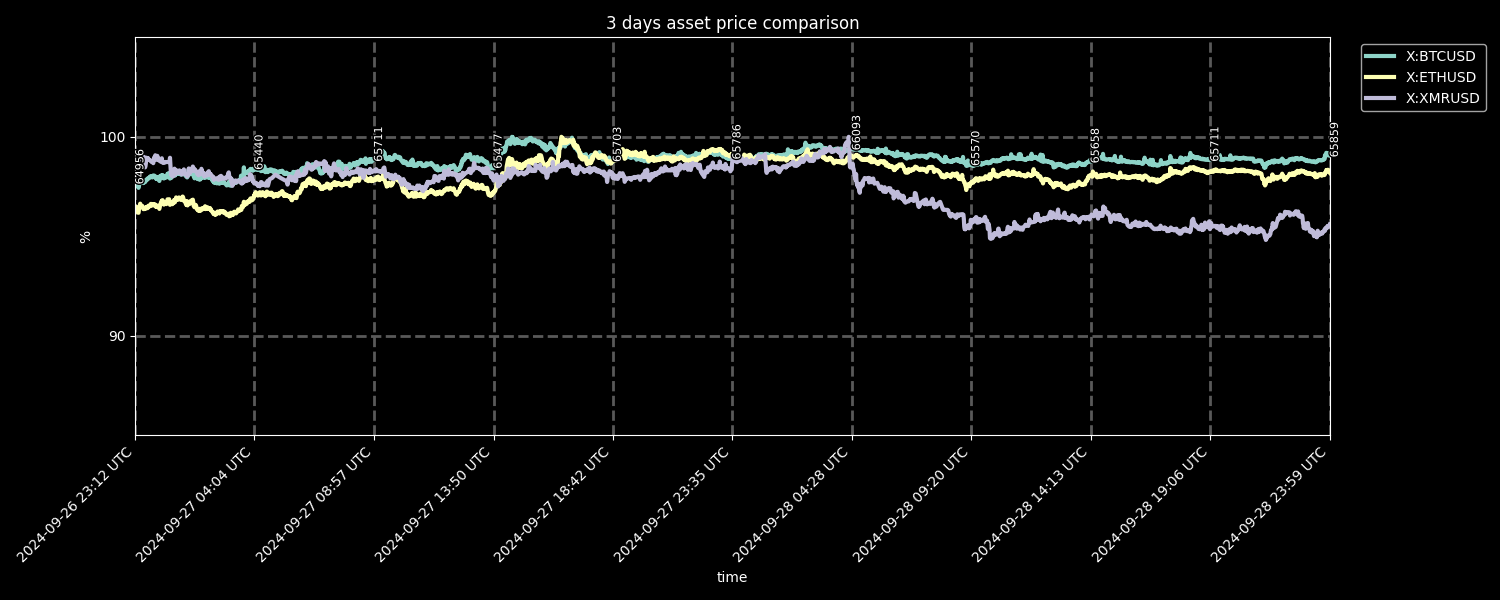 3 days asset price comparison
X:BTCUSD
X:ETHUSD
X:XMRUSD
100
90
%
64956
65440
65711
65477
65703
65786
66093
65570
65658
65711
65859
2024-09-26 23:12 UTC
2024-09-27 04:04 UTC
2024-09-27 08:57 UTC
2024-09-27 13:50 UTC
2024-09-27 18:42 UTC
2024-09-27 23:35 UTC
2024-09-28 04:28 UTC
2024-09-28 09:20 UTC
2024-09-28 14:13 UTC
2024-09-28 19:06 UTC
2024-09-28 23:59 UTC
time